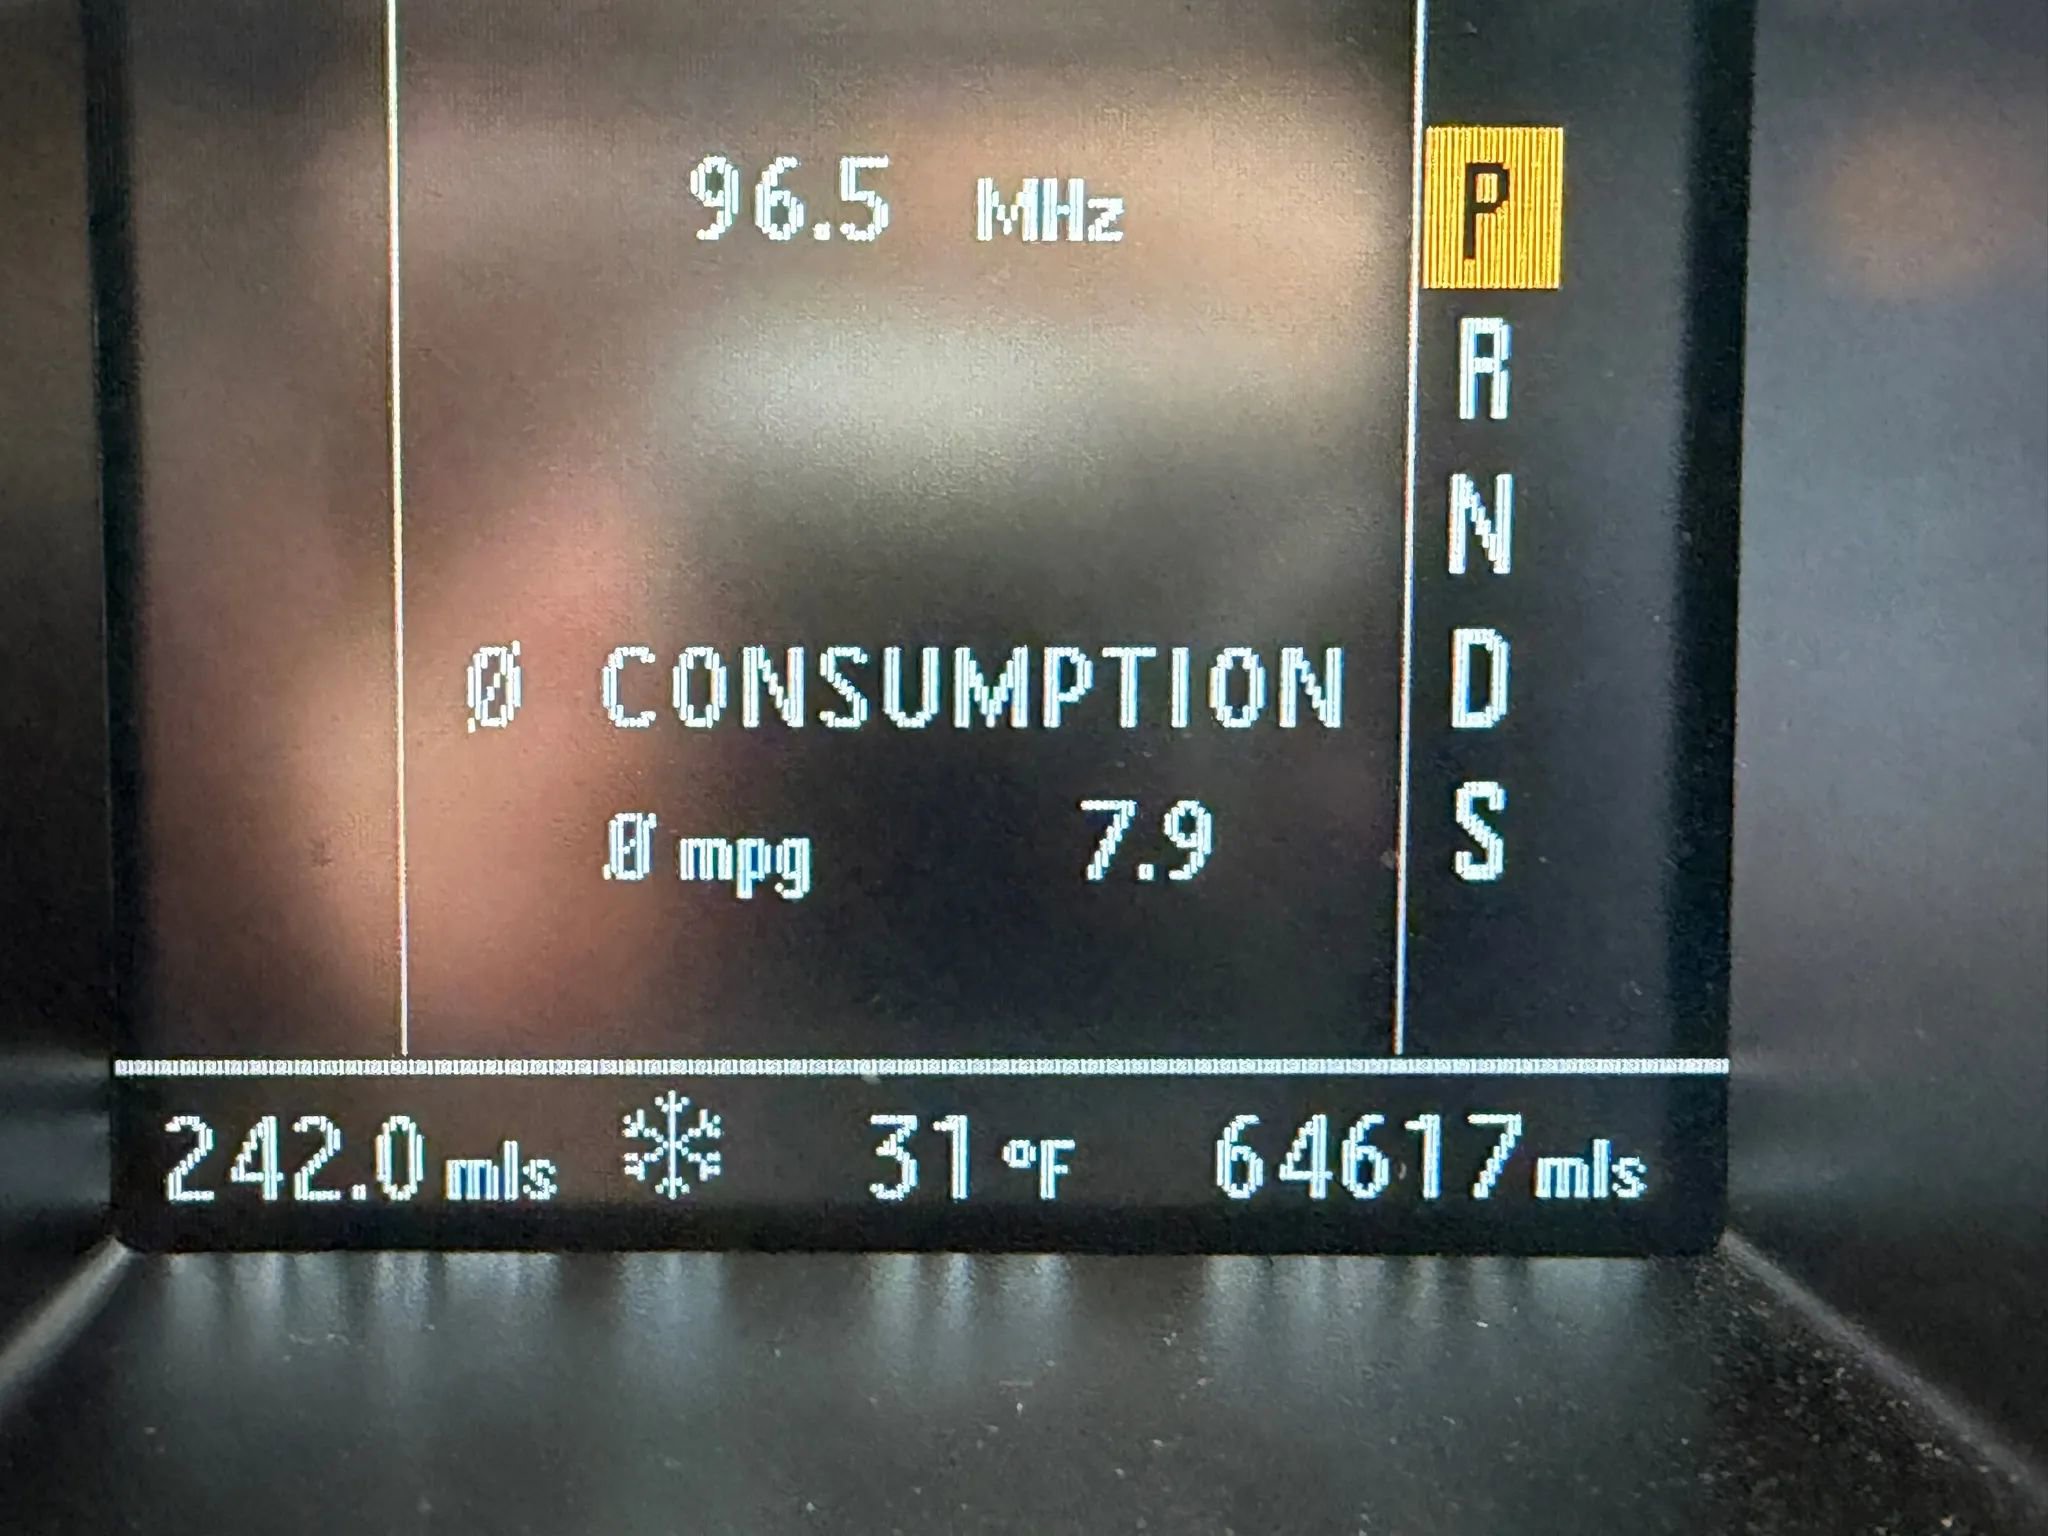 96.5 MHz
P
R
N
D
S
Ø CONSUMPTION
Ø mpg 7.9
242.0 mls 31 °F 64617 mls